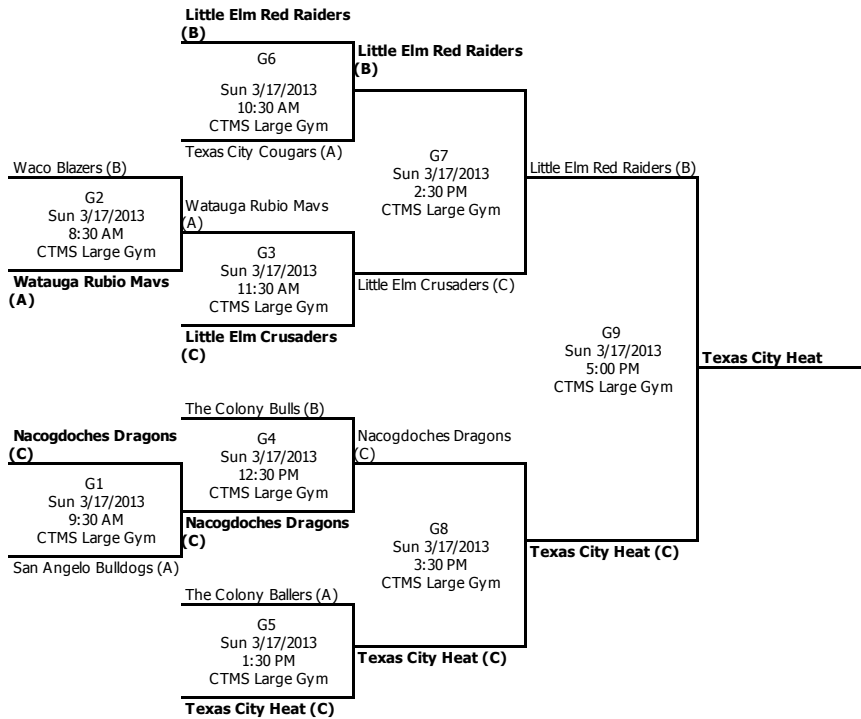 Little Elm Red Raiders
(B)
G6
Sun 3/17/2013
10:30 AM
CTMS Large Gym
Texas City Cougars (A)
Little Elm Red Raiders
(B)
Waco Blazers (B)
G2
Sun 3/17/2013
8:30 AM
CTMS Large Gym
Watauga Rubio Mavs
(A)
Watauga Rubio Mavs
(A)
G3
Sun 3/17/2013
11:30 AM
CTMS Large Gym
Little Elm Crusaders
(C)
G7
Sun 3/17/2013
2:30 PM
CTMS Large Gym
Little Elm Crusaders (C)
Little Elm Red Raiders (B)
G9
Sun 3/17/2013
5:00 PM
CTMS Large Gym
Texas City Heat
The Colony Bulls (B)
G4
Sun 3/17/2013
12:30 PM
CTMS Large Gym
Nacogdoches Dragons
(C)
Nacogdoches Dragons
(C)
G1
Sun 3/17/2013
9:30 AM
CTMS Large Gym
San Angelo Bulldogs (A)
Nacogdoches Dragons
(C)
G8
Sun 3/17/2013
3:30 PM
CTMS Large Gym
Texas City Heat (C)
The Colony Ballers (A)
G5
Sun 3/17/2013
1:30 PM
CTMS Large Gym
Texas City Heat (C)
Texas City Heat (C)